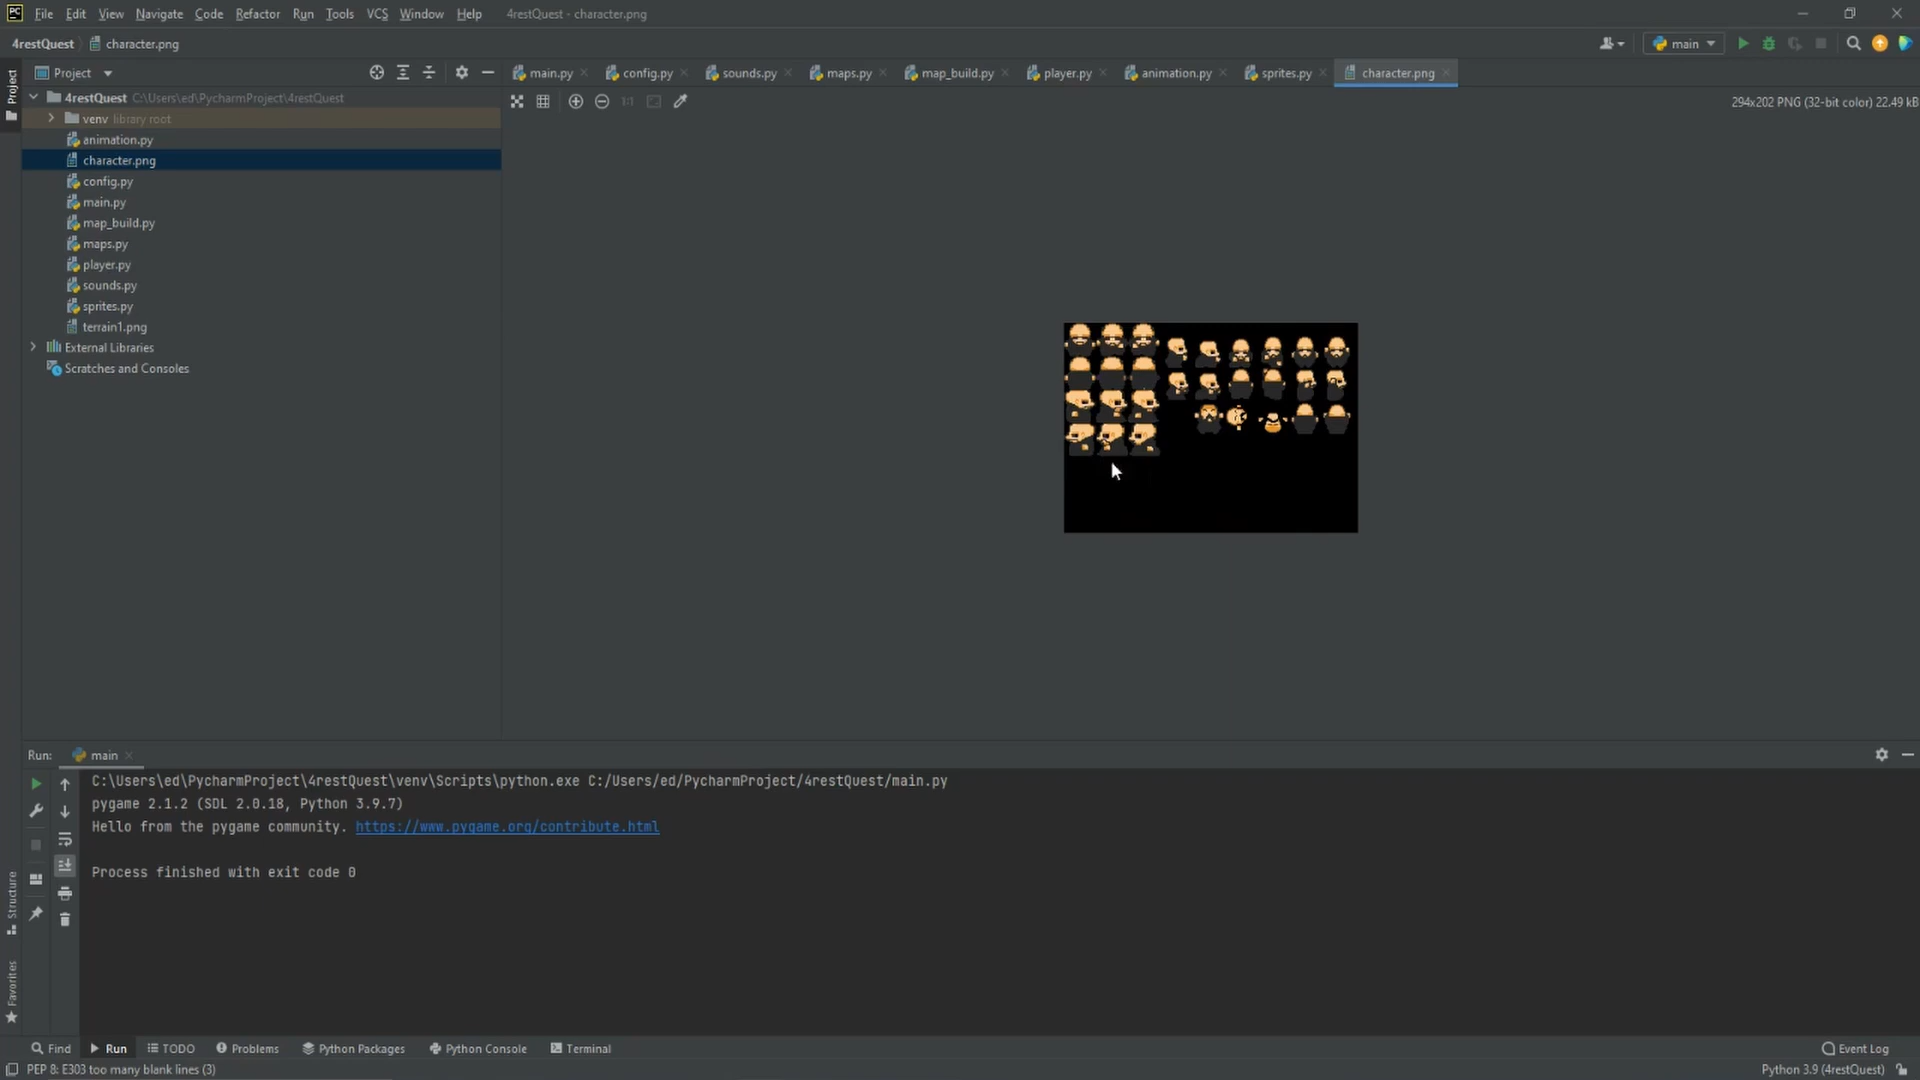 PC File Edit View Navigate Code Refactor Run Tools VCS Window Help 4restQuest - character.png
4restQuest character.png main
Project main.py config.py sounds.py maps.py map_build.py player.py animation.py sprites.py character.png
Project
1:1 294x202 PNG (32-bit color) 22.49 kB
4restQuest C:\Users\ed\PycharmProject\4restQuest
venv library root
animation.py
character.png
config.py
main.py
map_build.py
maps.py
player.py
sounds.py
sprites.py
terrain1.png
External Libraries
Scratches and Consoles
Run: main
C:\Users\ed\PycharmProject\4restQuest\venv\Scripts\python.exe C:/Users/ed/PycharmProject/4restQuest/main.py
pygame 2.1.2 (SDL 2.0.18, Python 3.9.7)
Hello from the pygame community. https://www.pygame.org/contribute.html
Process finished with exit code 0
Structure
Favorites
Find Run TODO Problems Python Packages Python Console Terminal Event Log
PEP 8: E303 too many blank lines (3) Python 3.9 (4restQuest)